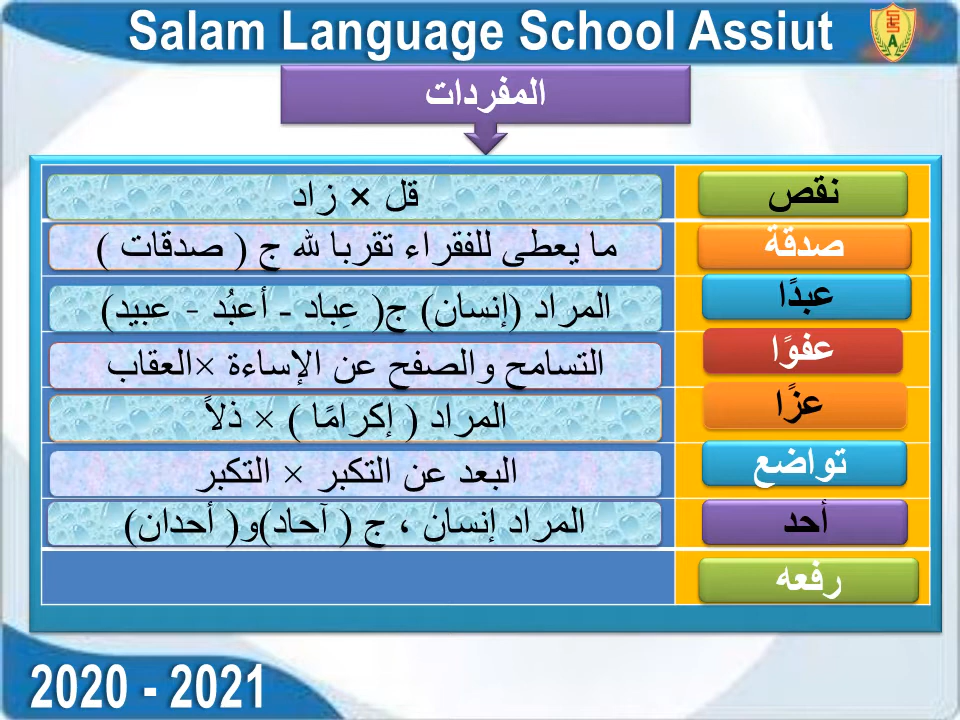 Salam Language School Assiut
المفردات
نقص
قل × زاد
صدقة
ما يعطى للفقراء تقربا لله ج ( صدقات )
عبدًا
المراد (إنسان) ج( عِباد - أعبُد - عبيد)
عفوًا
التسامح والصفح عن الإساءة ×العقاب
عزًا
المراد ( إكرامًا ) × ذلاً
تواضع
البعد عن التكبر × التكبر
أحد
المراد إنسان ، ج ( آحاد)و( أحدان)
رفعه
2020 - 2021